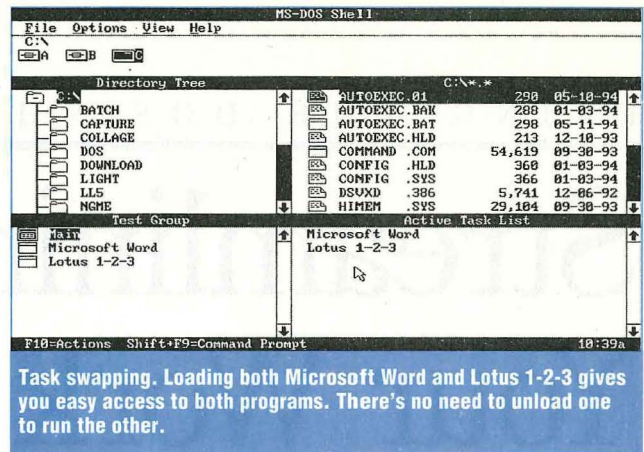 MS-DOS Shell
File Options View Help
C:\
A B C
Directory Tree
C:\
BATCH
CAPTURE
COLLAGE
DOS
DOWNLOAD
LIGHT
LL5
NGME
C:\*.*
AUTOEXEC.01 290 05-10-94
AUTOEXEC.BAK 288 01-03-94
AUTOEXEC.BAT 298 05-11-94
AUTOEXEC.HLD 213 12-10-93
COMMAND .COM 54,619 09-30-93
CONFIG .HLD 360 01-03-94
CONFIG .SYS 366 01-03-94
DSVXD .386 5,741 12-06-92
HIMEM .SYS 29,104 09-30-93
Test Group
Main
Microsoft Word
Lotus 1-2-3
Active Task List
Microsoft Word
Lotus 1-2-3
F10=Actions Shift+F9=Command Prompt 10:39a
Task swapping. Loading both Microsoft Word and Lotus 1-2-3 gives
you easy access to both programs. There's no need to unload one
to run the other.